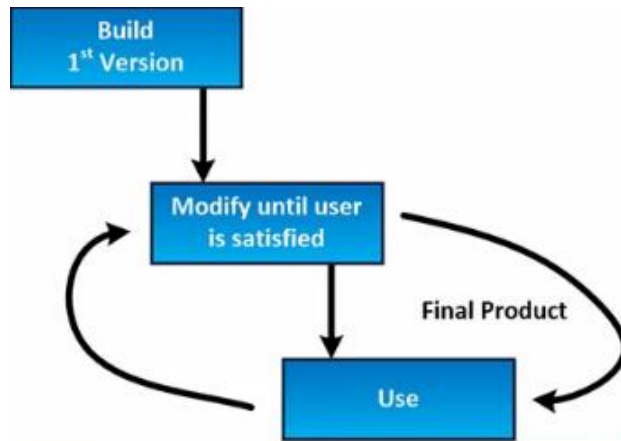 Build
1st Version
Modify until user
is satisfied
Final Product
Use